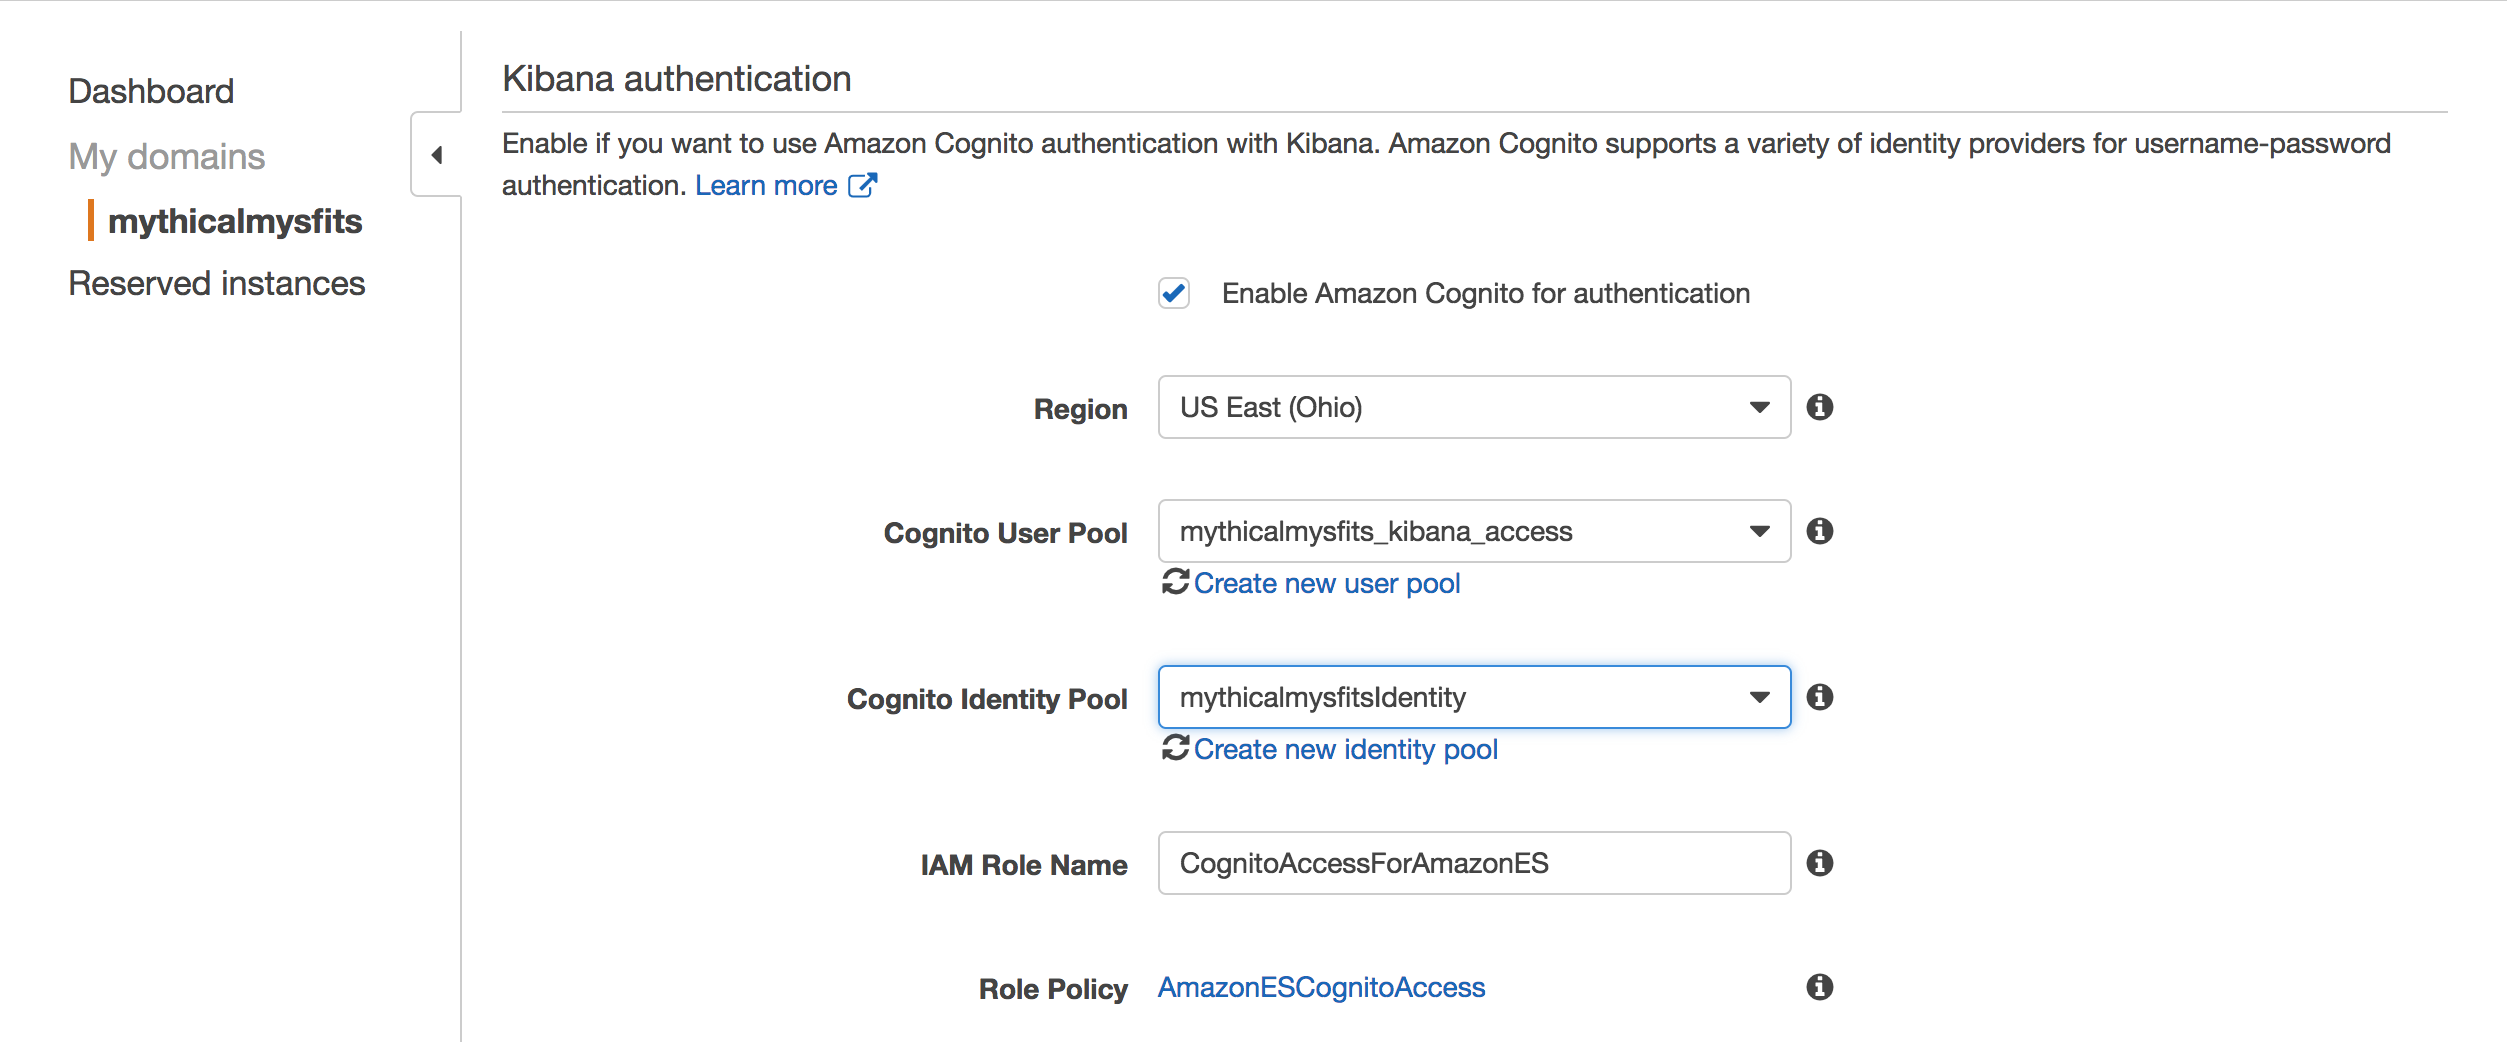 Dashboard
My domains
mythicalmysfits
Reserved instances
Kibana authentication
Enable if you want to use Amazon Cognito authentication with Kibana. Amazon Cognito supports a variety of identity providers for username-password
authentication. Learn more
Enable Amazon Cognito for authentication
Region US East (Ohio)
Cognito User Pool mythicalmysfits_kibana_access
Create new user pool
Cognito Identity Pool mythicalmysfitsIdentity
Create new identity pool
IAM Role Name CognitoAccessForAmazonES
Role Policy AmazonESCognitoAccess